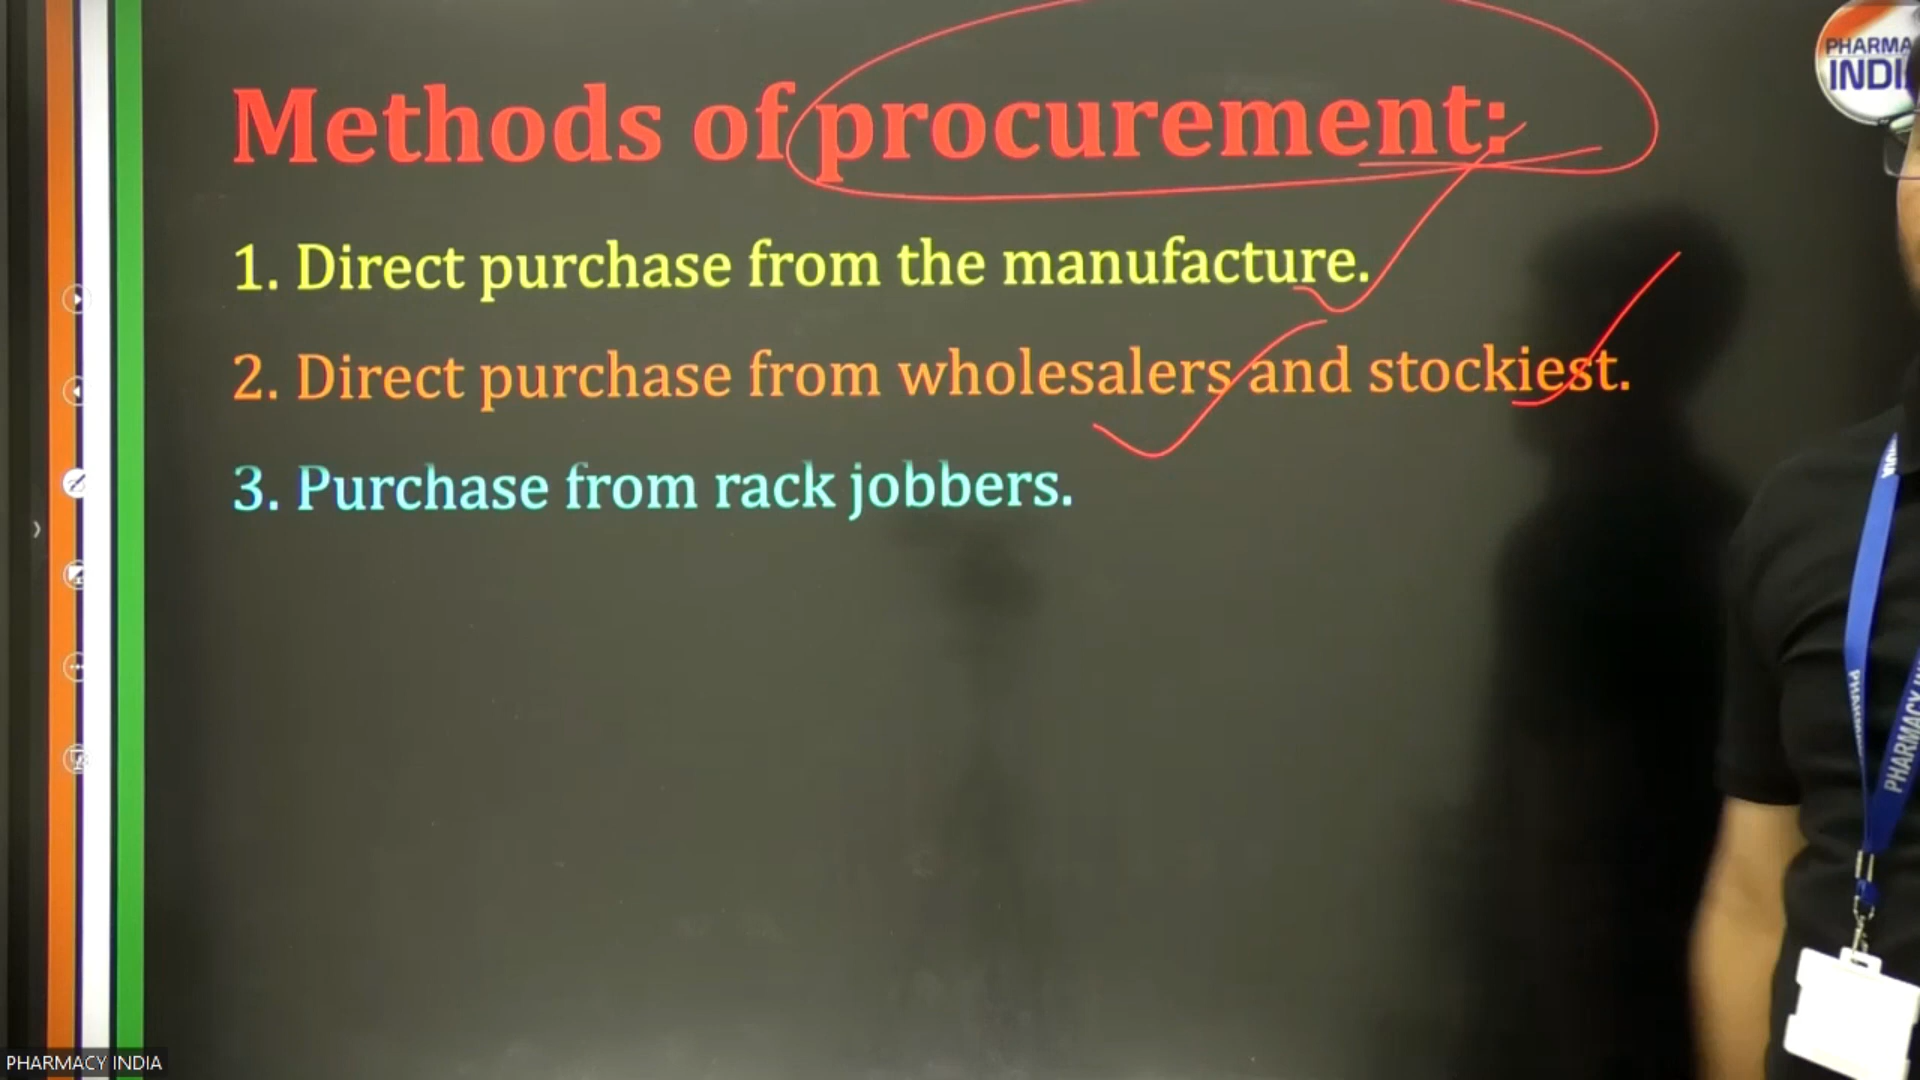 Methods of procurement:
1. Direct purchase from the manufacture.
2. Direct purchase from wholesalers and stockiest.
3. Purchase from rack jobbers.
PHARMA
INDI
PHARMACY
PHARMACY INDIA